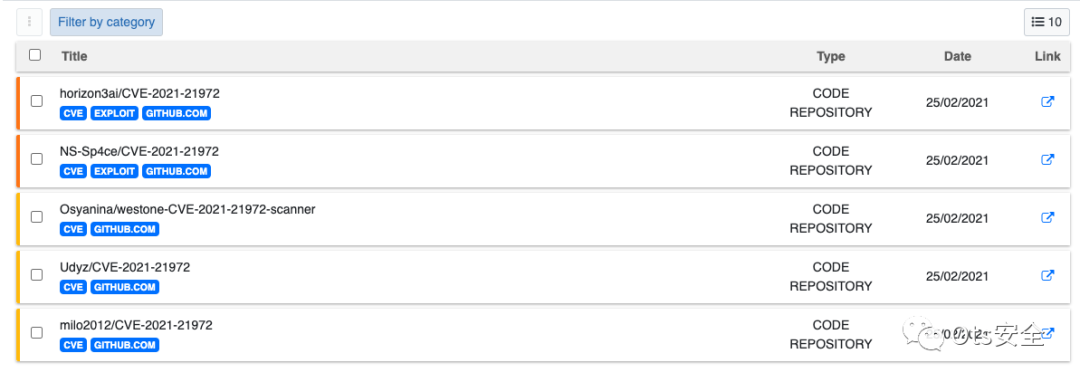 Filter by category
10
Title Type Date Link
horizon3ai/CVE-2021-21972
CVE EXPLOIT GITHUB.COM
CODE REPOSITORY
25/02/2021
NS-Sp4ce/CVE-2021-21972
CVE EXPLOIT GITHUB.COM
CODE REPOSITORY
25/02/2021
Osyanina/westone-CVE-2021-21972-scanner
CVE GITHUB.COM
CODE REPOSITORY
25/02/2021
Udyz/CVE-2021-21972
CVE GITHUB.COM
CODE REPOSITORY
25/02/2021
milo2012/CVE-2021-21972
CVE GITHUB.COM
CODE REPOSITORY
Ots安全